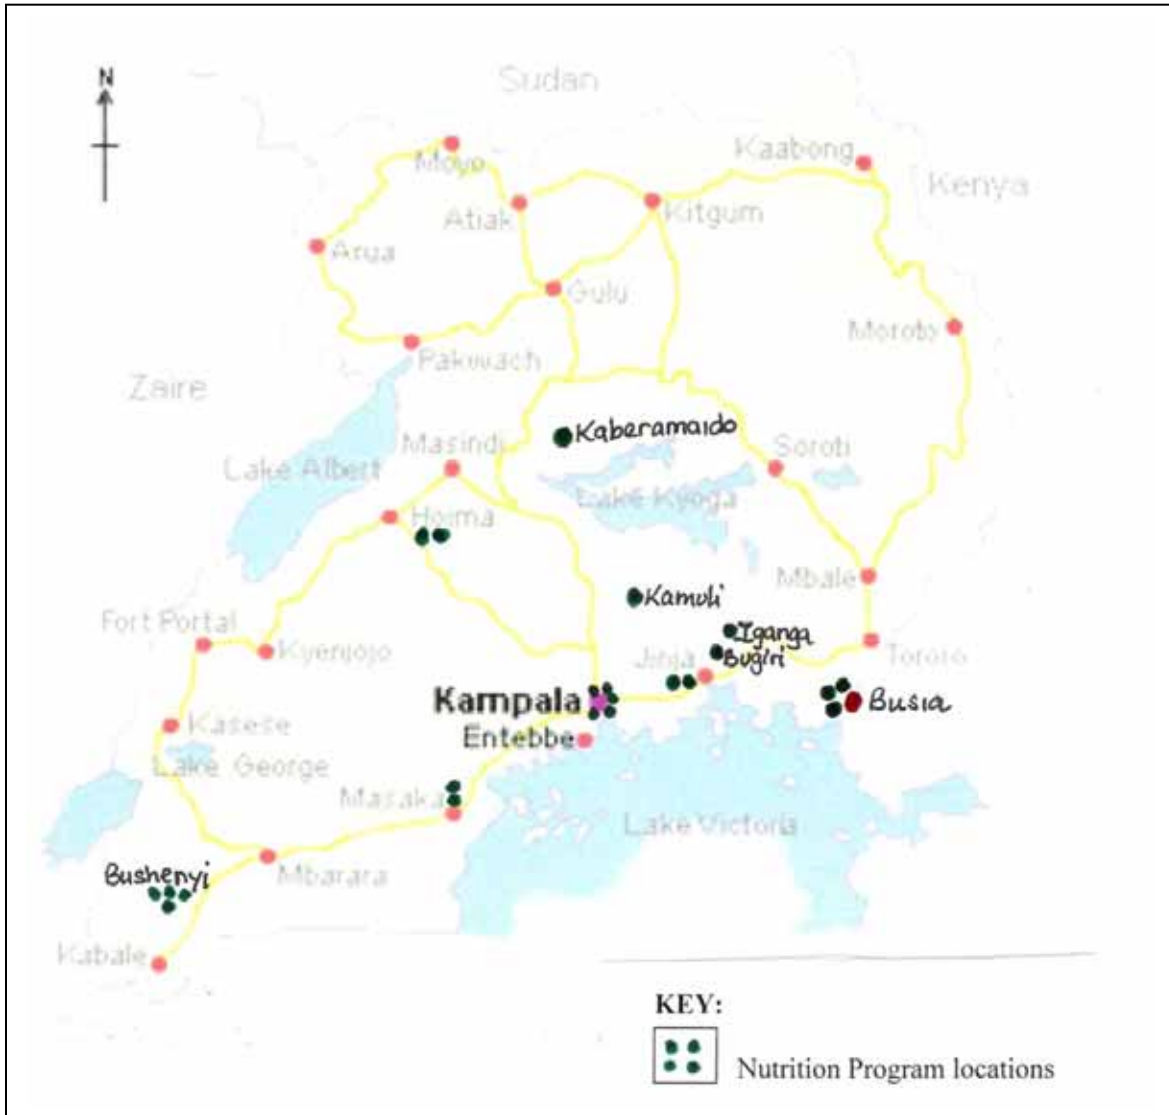 N
Sudan
Moyo
Kaabong
Kenya
Atiak
Kitgum
Arua
Gulu
Moroto
Pakwach
Zaire
Kaberamaido
Masindi
Soroti
Lake Albert
Lake Kyoga
Hoima
Mbale
Kamuli
Fort Portal
Iganga
Kyenjojo
Bugiri
Jinja
Tororo
Kampala
Busia
Kasese
Entebbe
Lake George
Masaka
Lake Victoria
Bushenyi
Mbarara
Kabale
KEY:
Nutrition Program locations